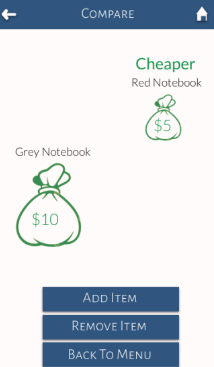 Compare
Cheaper
Red Notebook
$5
Grey Notebook
$10
Add Item
Remove Item
Back To Menu